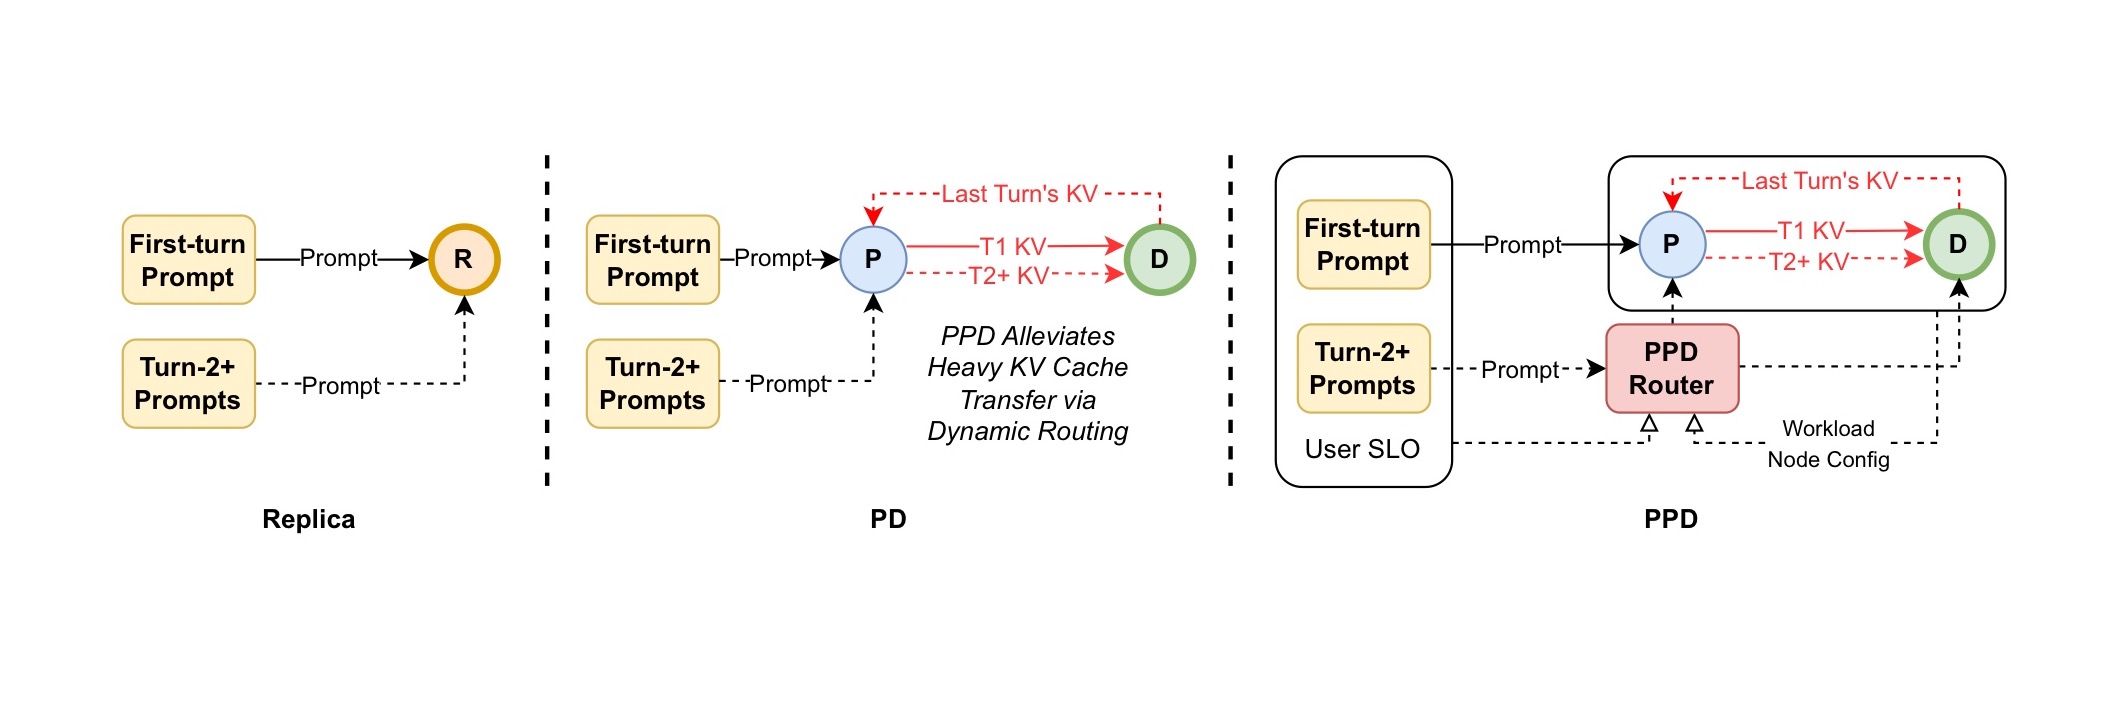 First-turn
Prompt
Prompt
R
Turn-2+
Prompts
Prompt
Replica
First-turn
Prompt
Prompt
P
Last Turn's KV
T1 KV
T2+ KV
D
Turn-2+
Prompts
Prompt
PPD Alleviates
Heavy KV Cache
Transfer via
Dynamic Routing
PD
First-turn
Prompt
Prompt
P
Last Turn's KV
T1 KV
T2+ KV
D
Turn-2+
Prompts
Prompt
PPD
Router
User SLO
Workload
Node Config
PPD